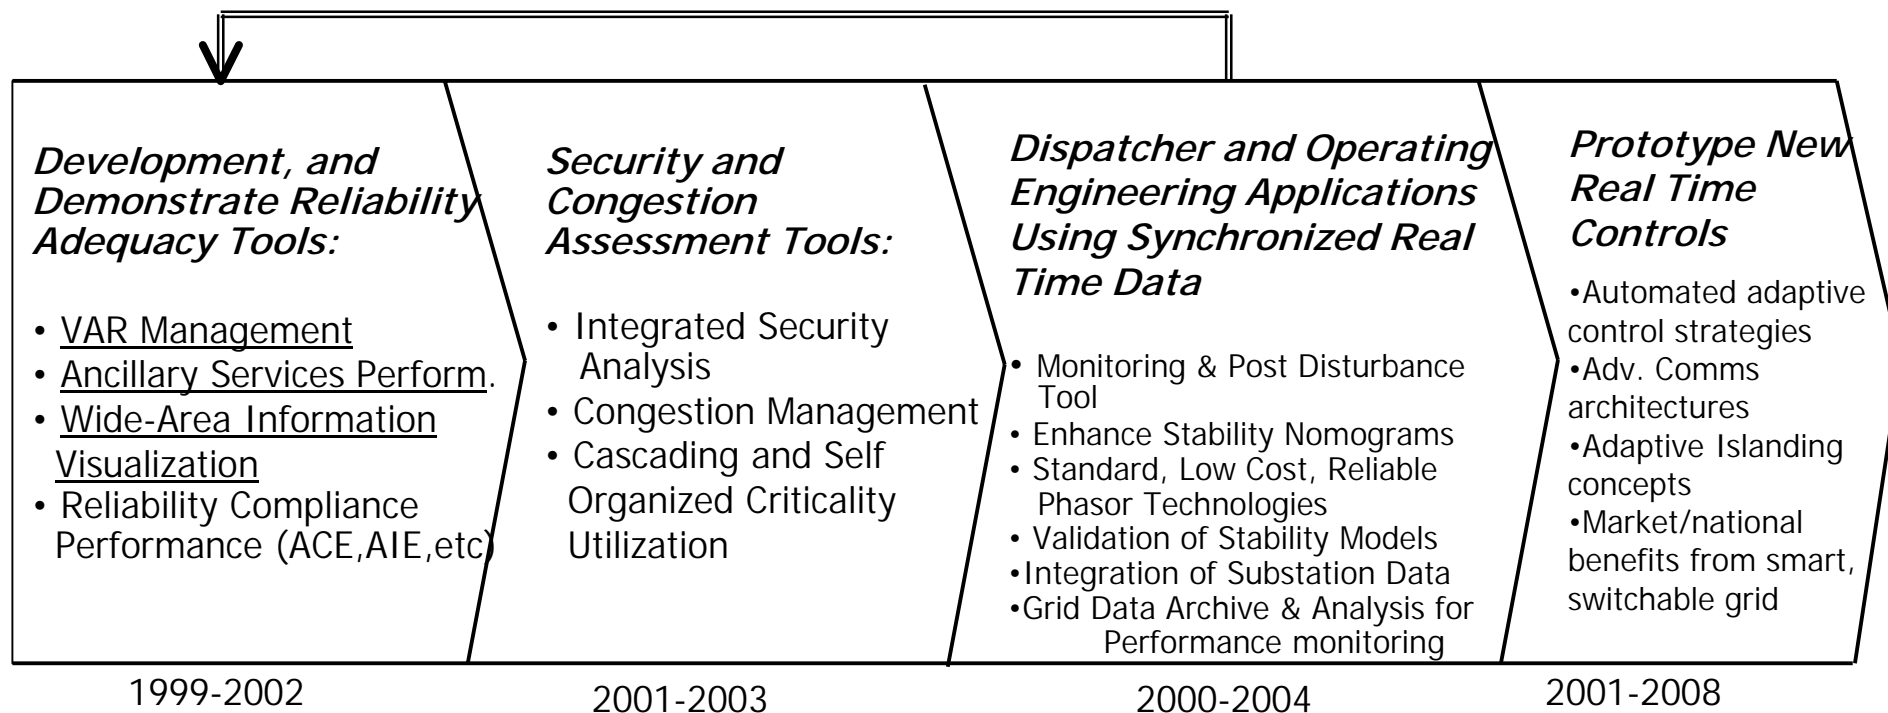 Development, and
Demonstrate Reliability
Adequacy Tools:
• VAR Management
• Ancillary Services Perform.
• Wide-Area Information
Visualization
• Reliability Compliance
Performance (ACE,AIE,etc)
1999-2002
Security and
Congestion
Assessment Tools:
• Integrated Security
Analysis
• Congestion Management
• Cascading and Self
Organized Criticality
Utilization
2001-2003
Dispatcher and Operating
Engineering Applications
Using Synchronized Real
Time Data
• Monitoring & Post Disturbance
Tool
• Enhance Stability Nomograms
• Standard, Low Cost, Reliable
Phasor Technologies
• Validation of Stability Models
•Integration of Substation Data
•Grid Data Archive & Analysis for
Performance monitoring
2000-2004
Prototype New
Real Time
Controls
•Automated adaptive
control strategies
•Adv. Comms
architectures
•Adaptive Islanding
concepts
•Market/national
benefits from smart,
switchable grid
2001-2008